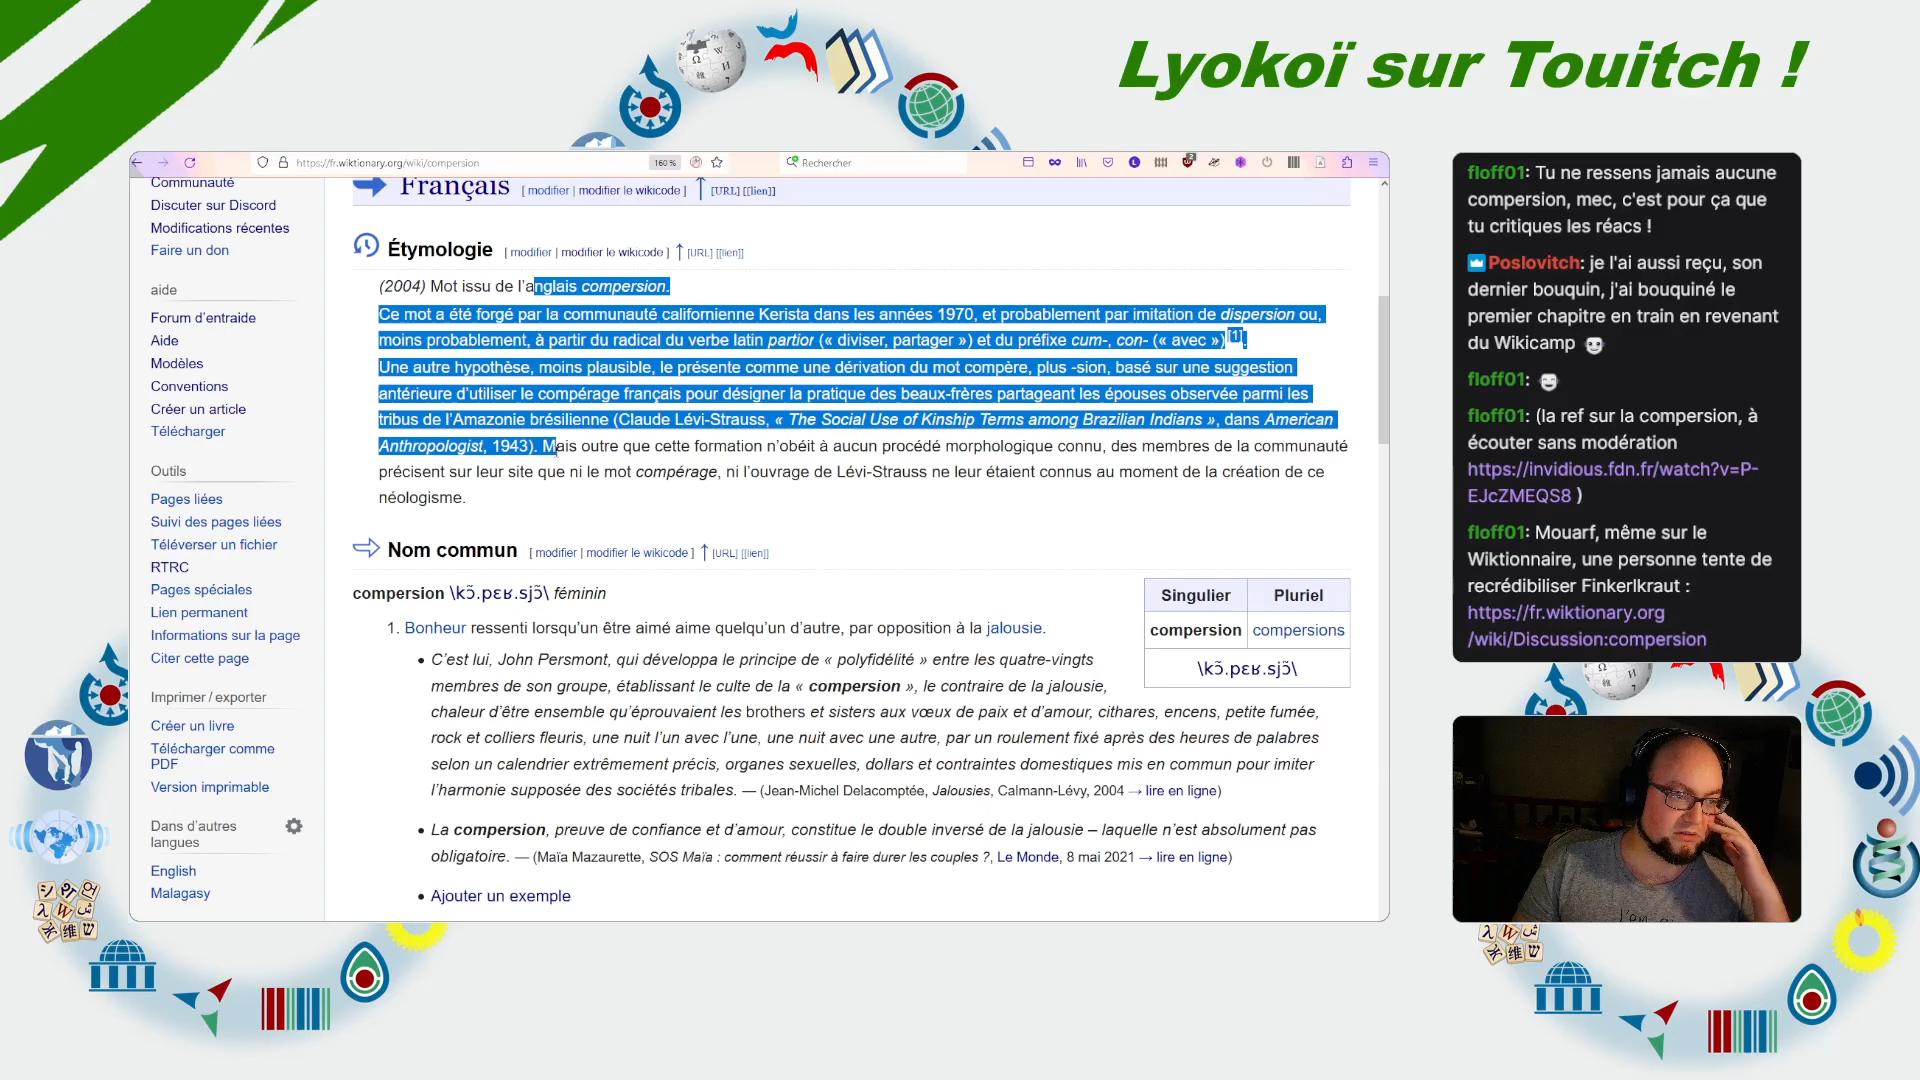 Lyokoï sur Touitch !
https://fr.wiktionary.org/wiki/compersion
160 %
Rechercher
Communauté
Discuter sur Discord
Modifications récentes
Faire un don
aide
Forum d’entraide
Aide
Modèles
Conventions
Créer un article
Télécharger
Outils
Pages liées
Suivi des pages liées
Téléverser un fichier
RTRC
Pages spéciales
Lien permanent
Informations sur la page
Citer cette page
Imprimer / exporter
Créer un livre
Télécharger comme
PDF
Version imprimable
Dans d’autres
langues
English
Malagasy
Français [ modifier | modifier le wikicode ] ↑ [URL] [[lien]]
Étymologie [ modifier | modifier le wikicode ] ↑ [URL] [[lien]]
(2004) Mot issu de l’anglais compersion.
Ce mot a été forgé par la communauté californienne Kerista dans les années 1970, et probablement par imitation de dispersion ou,
moins probablement, à partir du radical du verbe latin partior (« diviser, partager ») et du préfixe cum-, con- (« avec »)[1].
Une autre hypothèse, moins plausible, le présente comme une dérivation du mot compère, plus -sion, basé sur une suggestion
antérieure d’utiliser le compérage français pour désigner la pratique des beaux-frères partageant les épouses observée parmi les
tribus de l’Amazonie brésilienne (Claude Lévi-Strauss, « The Social Use of Kinship Terms among Brazilian Indians », dans American
Anthropologist, 1943). Mais outre que cette formation n’obéit à aucun procédé morphologique connu, des membres de la communauté
précisent sur leur site que ni le mot compérage, ni l’ouvrage de Lévi-Strauss ne leur étaient connus au moment de la création de ce
néologisme.
Nom commun [ modifier | modifier le wikicode ] ↑ [URL] [[lien]]
compersion \kɔ̃.pɛʁ.sjɔ̃\ féminin
Singulier Pluriel
compersion compersions
\kɔ̃.pɛʁ.sjɔ̃\
1. Bonheur ressenti lorsqu’un être aimé aime quelqu’un d’autre, par opposition à la jalousie.
• C’est lui, John Persmont, qui développa le principe de « polyfidélité » entre les quatre-vingts
membres de son groupe, établissant le culte de la « compersion », le contraire de la jalousie,
chaleur d’être ensemble qu’éprouvaient les brothers et sisters aux vœux de paix et d’amour, cithares, encens, petite fumée,
rock et colliers fleuris, une nuit l’un avec l’une, une nuit avec une autre, par un roulement fixé après des heures de palabres
selon un calendrier extrêmement précis, organes sexuelles, dollars et contraintes domestiques mis en commun pour imiter
l’harmonie supposée des sociétés tribales. — (Jean-Michel Delacomptée, Jalousies, Calmann-Lévy, 2004 → lire en ligne)
• La compersion, preuve de confiance et d’amour, constitue le double inversé de la jalousie – laquelle n’est absolument pas
obligatoire. — (Maïa Mazaurette, SOS Maïa : comment réussir à faire durer les couples ?, Le Monde, 8 mai 2021 → lire en ligne)
• Ajouter un exemple
floff01: Tu ne ressens jamais aucune
compersion, mec, c'est pour ça que
tu critiques les réacs !
Poslovitch: je l'ai aussi reçu, son
dernier bouquin, j'ai bouquiné le
premier chapitre en train en revenant
du Wikicamp
floff01:
floff01: (la ref sur la compersion, à
écouter sans modération
https://invidious.fdn.fr/watch?v=P-
EJcZMEQS8 )
floff01: Mouarf, même sur le
Wiktionnaire, une personne tente de
recrédibiliser Finkerlkraut :
https://fr.wiktionary.org
/wiki/Discussion:compersion